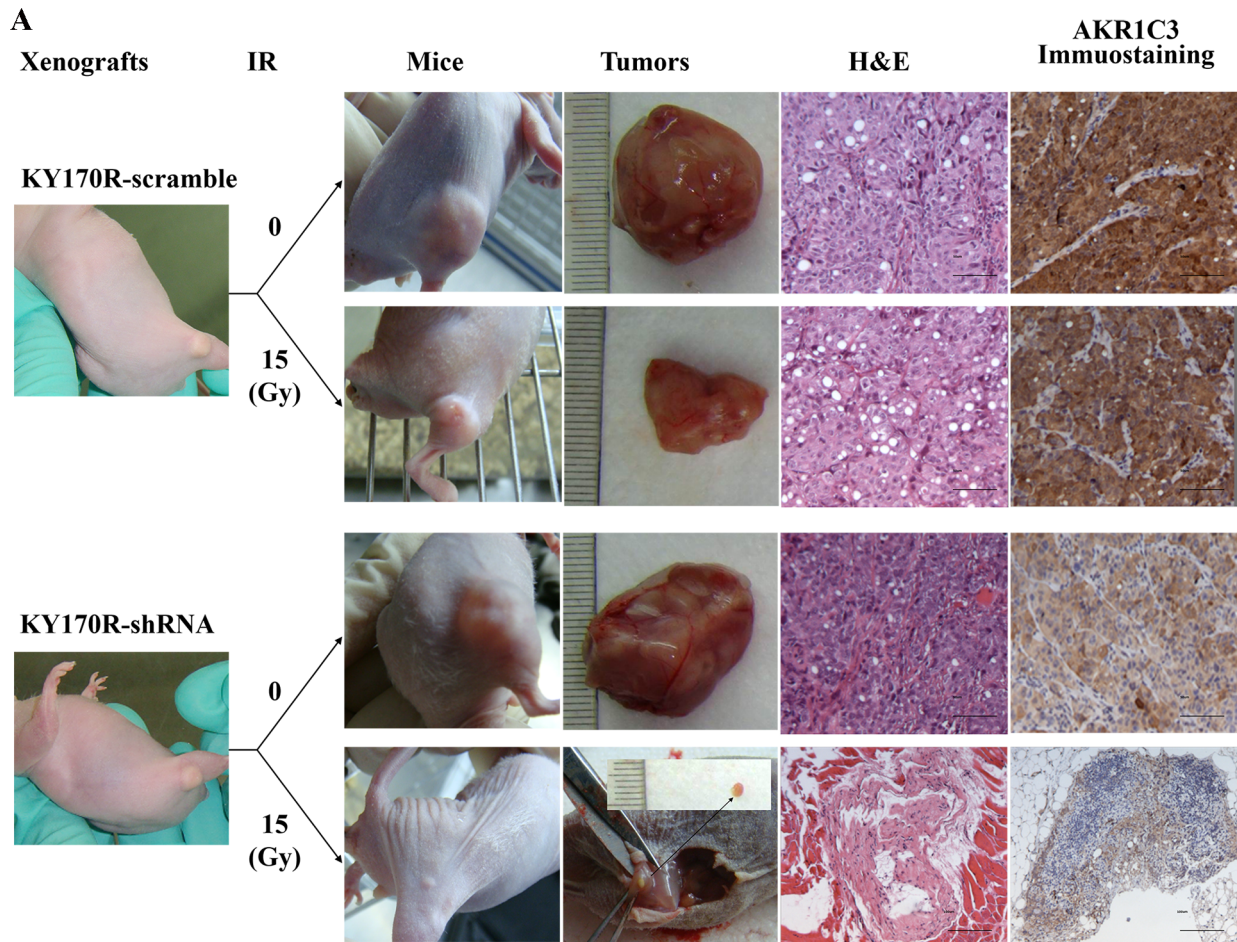 A
Xenografts
IR
Mice
Tumors
H&E
AKR1C3
Immuostaining
KY170R-scramble
0
15
(Gy)
KY170R-shRNA
0
15
(Gy)